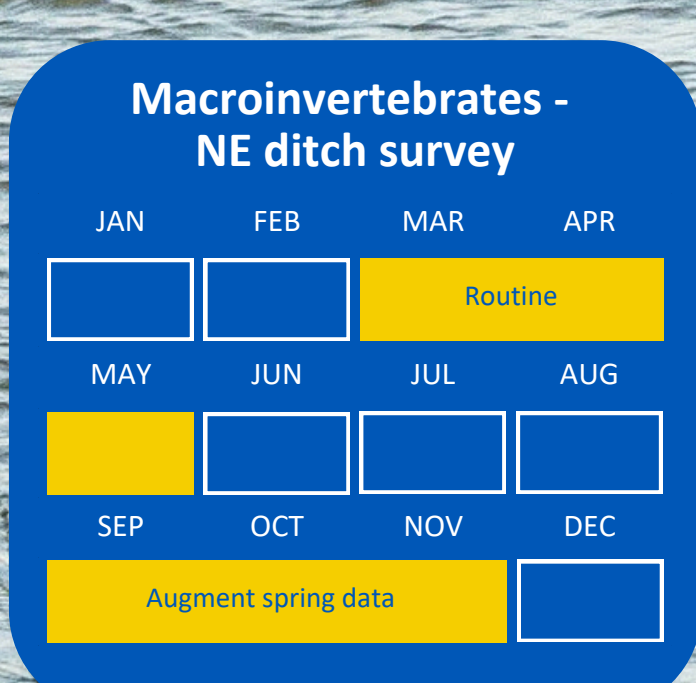 Macroinvertebrates -
NE ditch survey
JAN FEB MAR APR
Routine
MAY JUN JUL AUG
SEP OCT NOV DEC
Augment spring data